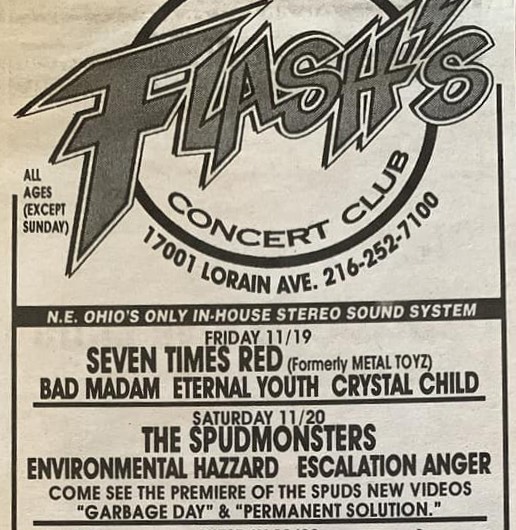 FLASH'S
CONCERT CLUB
17001 LORAIN AVE. 216-252-7100
ALL
AGES
(EXCEPT
SUNDAY)
N.E. OHIO'S ONLY IN-HOUSE STEREO SOUND SYSTEM
FRIDAY 11/19
SEVEN TIMES RED (Formerly METAL TOYZ)
BAD MADAM ETERNAL YOUTH CRYSTAL CHILD
SATURDAY 11/20
THE SPUDMONSTERS
ENVIRONMENTAL HAZZARD ESCALATION ANGER
COME SEE THE PREMIERE OF THE SPUDS NEW VIDEOS
"GARBAGE DAY" & "PERMANENT SOLUTION."